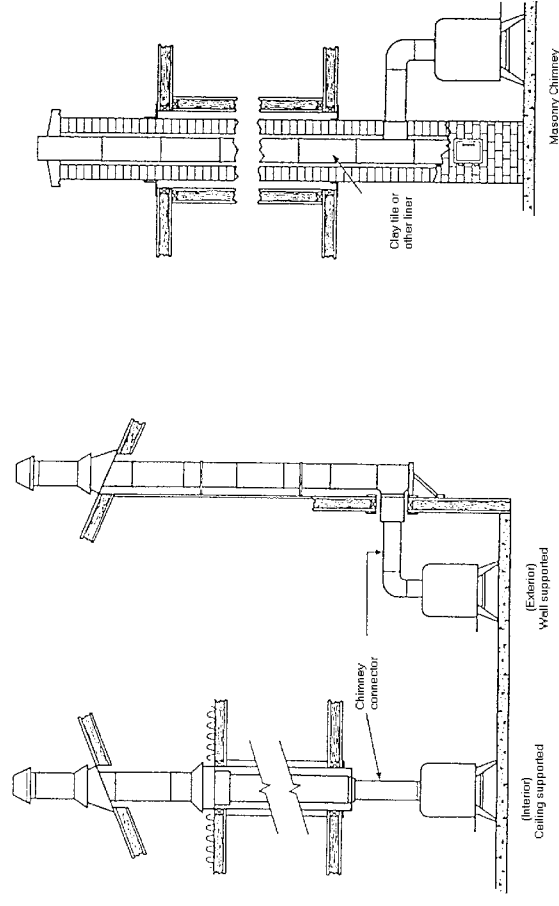 Clay tile or
other liner
Masonry Chimney
Chimney
connector
(Interior)
Ceiling supported
(Exterior)
Wall supported